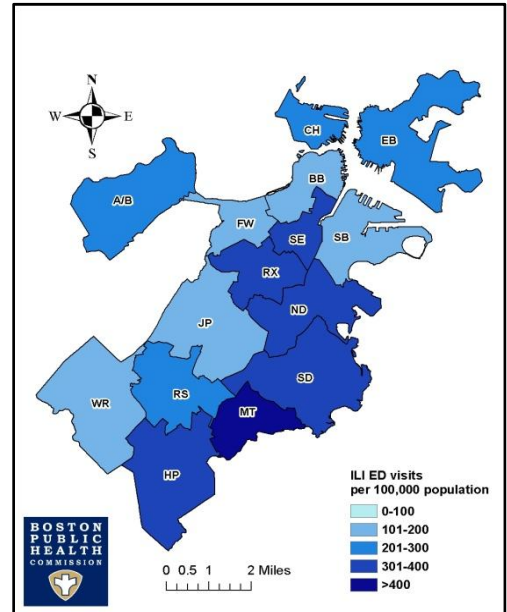 N
W E
S
CH
EB
A/B
BB
FW
SE
SB
RX
ND
JP
SD
WR
RS
MT
HP
ILI ED visits
per 100,000 population
0-100
101-200
201-300
301-400
>400
BOSTON
PUBLIC
HEALTH
COMMISSION
0 0.5 1 2 Miles